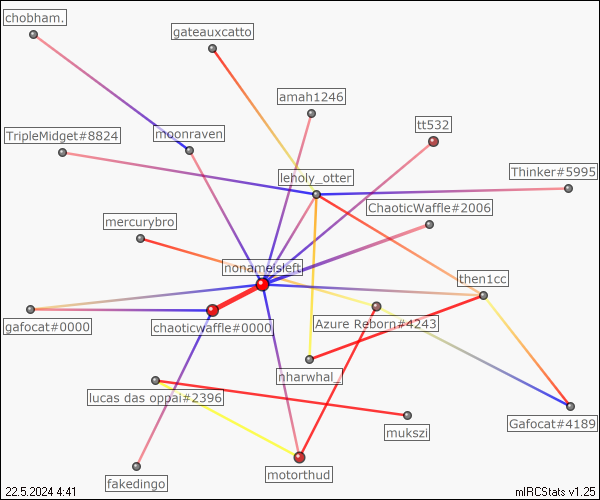 chobham.
gateauxcatto
amah1246
tt532
TripleMidget#8824
moonraven
leholy_otter
Thinker#5995
mercurybro
ChaoticWaffle#2006
nonameisleft
then1cc
gafocat#0000
chaoticwaffle#0000
Azure Reborn#4243
nharwhal_
lucas das oppai#2396
mukszi
Gafocat#4189
fakedingo
motorthud
22.5.2024 4:41
mIRCStats v1.25